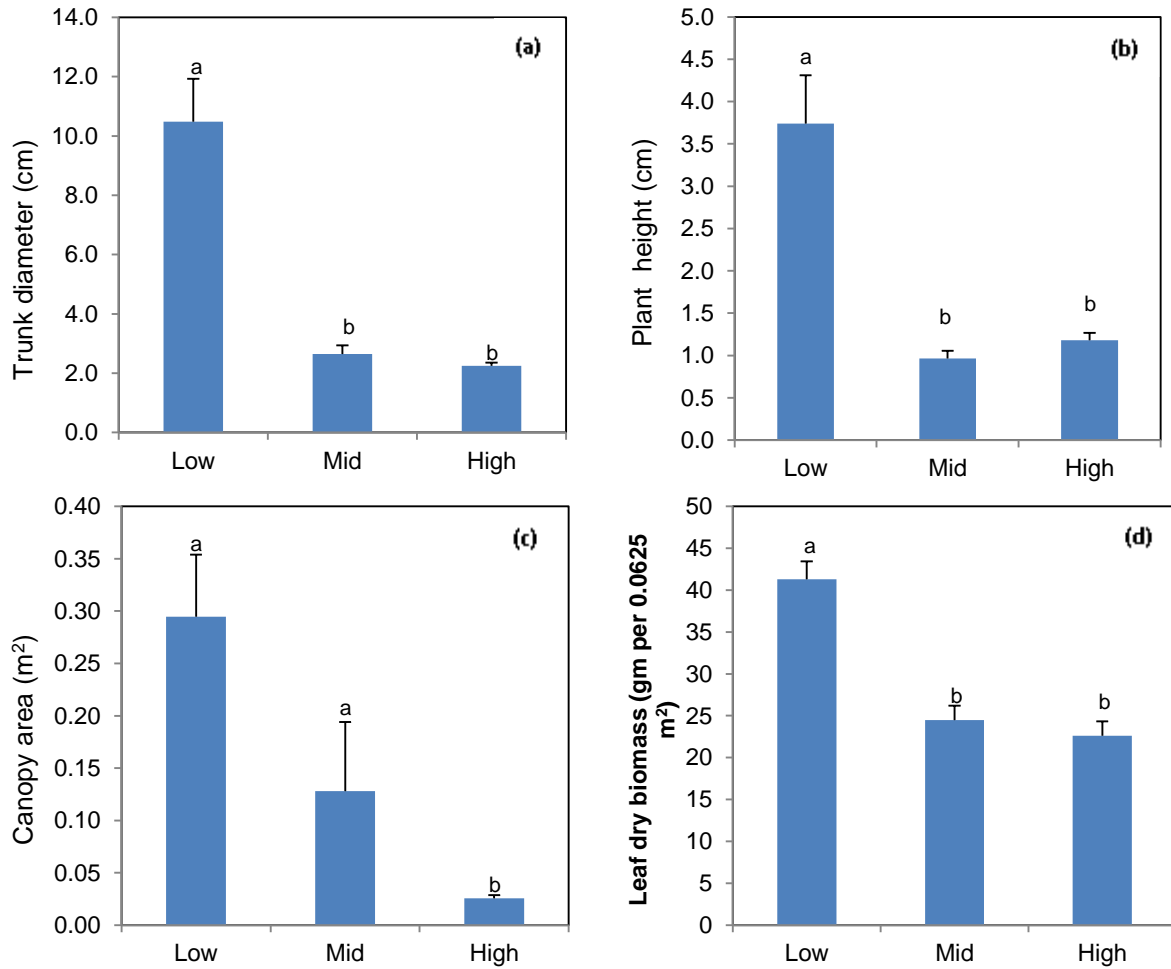 14.0
12.0
10.0
8.0
6.0
4.0
2.0
0.0
Trunk diameter (cm)
(a)
a
b
b
Low Mid High
5.0
4.5
4.0
3.5
3.0
2.5
2.0
1.5
1.0
0.5
0.0
Plant height (cm)
(b)
a
b
b
Low Mid High
0.40
0.35
0.30
0.25
0.20
0.15
0.10
0.05
0.00
Canopy area (m²)
(c)
a
a
b
Low Mid High
50
45
40
35
30
25
20
15
10
5
0
Leaf dry biomass (gm per 0.0625
m²)
(d)
a
b
b
Low Mid High